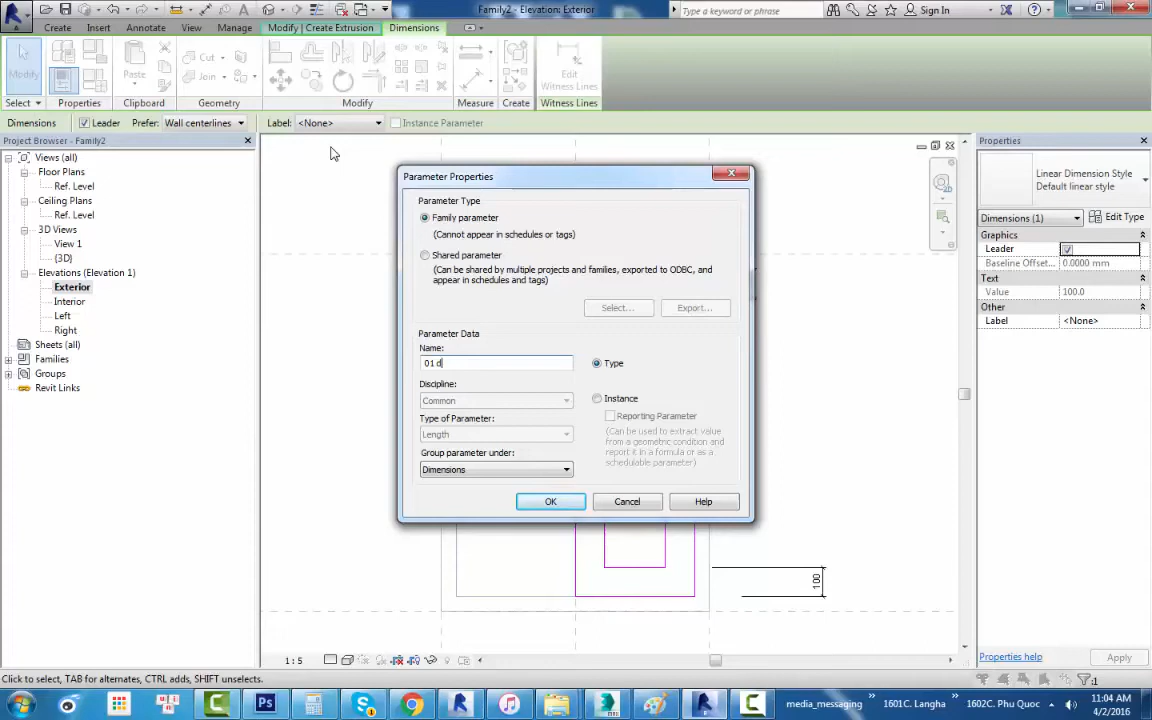 Family2 - Elevation: Exterior
Type a keyword or phrase
Sign In
Create Insert Annotate View Manage Modify | Create Extrusion Dimensions
Modify
Paste
Cut
Join
Edit
Witness Lines
Select Properties Clipboard Geometry Modify Measure Create Witness Lines
Dimensions Leader Prefer: Wall centerlines Label: <None> Instance Parameter
Project Browser - Family2
Views (all)
Floor Plans
Ref. Level
Ceiling Plans
Ref. Level
3D Views
View 1
{3D}
Elevations (Elevation 1)
Exterior
Interior
Left
Right
Sheets (all)
Families
Groups
Revit Links
Parameter Properties
Parameter Type
Family parameter
(Cannot appear in schedules or tags)
Shared parameter
(Can be shared by multiple projects and families, exported to ODBC, and
appear in schedules and tags)
Select... Export...
Parameter Data
Name:
01 d
Type
Discipline:
Common
Instance
Reporting Parameter
Type of Parameter:
Length
(Can be used to extract value
from a geometric condition and
report it in a formula or as a
schedulable parameter)
Group parameter under:
Dimensions
OK Cancel Help
100
2D
Properties
Linear Dimension Style
Default linear style
Dimensions (1) Edit Type
Graphics
Leader
Baseline Offset... 0.0000 mm
Text
Value 100.0
Other
Label <None>
Properties help Apply
1 : 5
Click to select, TAB for alternates, CTRL adds, SHIFT unselects.
:1
media_messaging 1601C. Langha 1602C. Phu Quoc
11:04 AM
4/2/2016